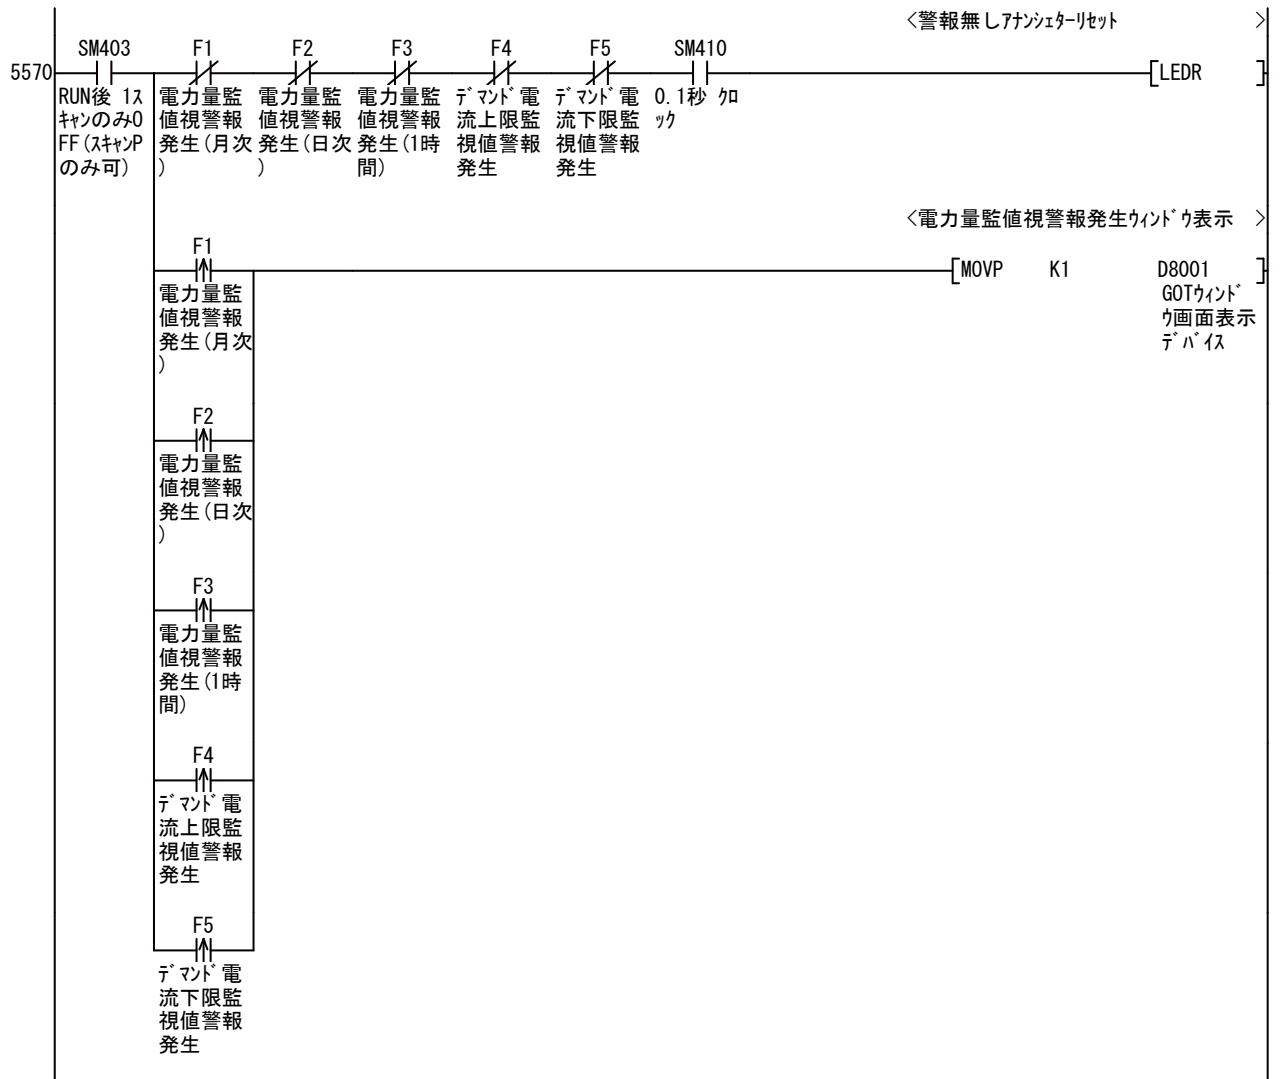 <警報無しｱﾅﾝｼｪﾀｰﾘｾｯﾄ >
SM403 F1 F2 F3 F4 F5 SM410
5570 [LEDR ]
RUN後 1ｽ 電力量監 電力量監 電力量監 ﾃﾞﾏﾝﾄﾞ電 ﾃﾞﾏﾝﾄﾞ電 0.1秒 ｸﾛ
ｷｬﾝのみO 値視警報 値視警報 値視警報 流上限監 流下限監 ｯｸ
FF(ｽｷｬﾝP 発生(月次 発生(日次 発生(1時 視値警報 視値警報
のみ可) ) ) 間) 発生 発生
<電力量監値視警報発生ｳｨﾝﾄﾞｳ表示 >
F1
[MOVP K1 D8001 ]
電力量監 GOTｳｨﾝﾄﾞ
値視警報 ｳ画面表示
発生(月次 ﾃﾞﾊﾞｲｽ
)
F2
電力量監
値視警報
発生(日次
)
F3
電力量監
値視警報
発生(1時
間)
F4
ﾃﾞﾏﾝﾄﾞ電
流上限監
視値警報
発生
F5
ﾃﾞﾏﾝﾄﾞ電
流下限監
視値警報
発生